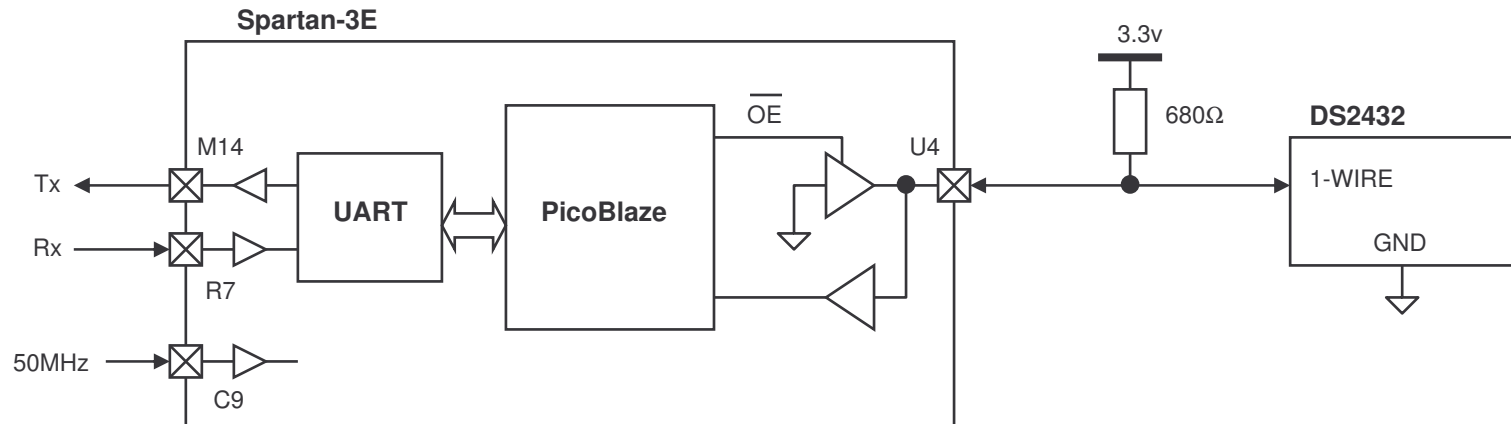 Spartan-3E
3.3v
OE
680Ω
DS2432
M14
U4
Tx
UART
PicoBlaze
1-WIRE
Rx
GND
R7
50MHz
C9